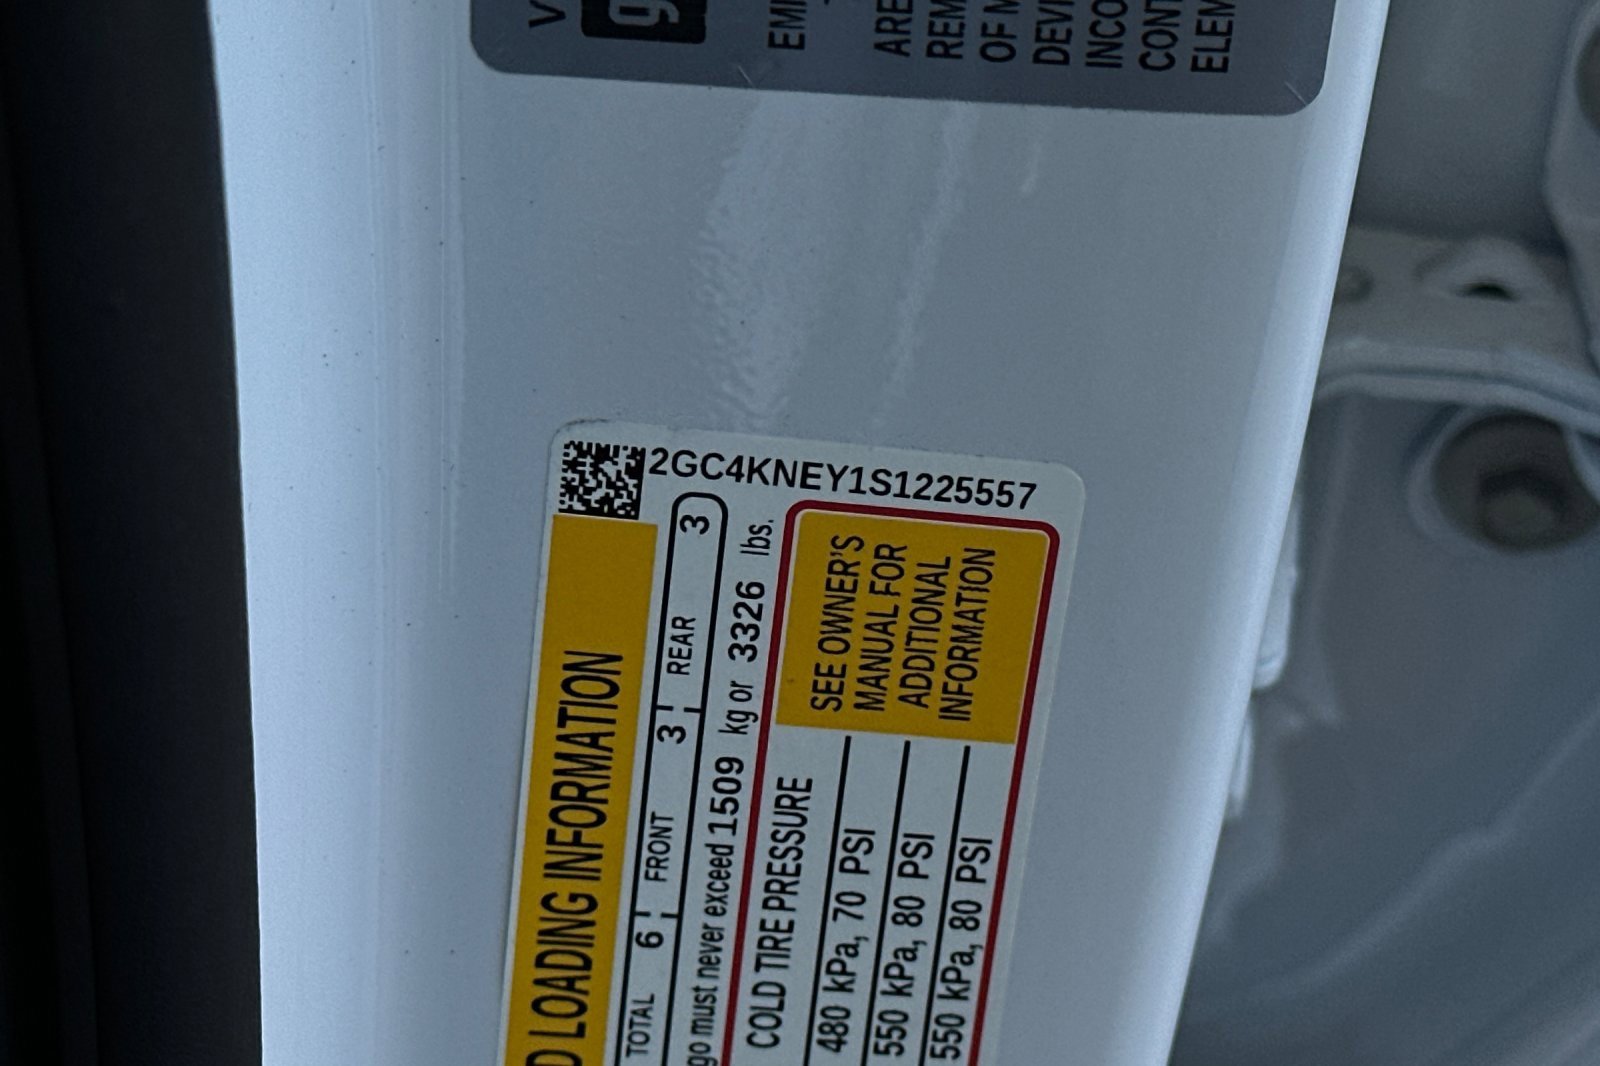 V
g
EMI
ARE
REM
OF M
DEVI
INCO
CONT
ELEM
2GC4KNEY1S1225557
D LOADING INFORMATION
TOTAL 6 FRONT 3 REAR 3
go must never exceed 1509 kg or 3326 lbs.
COLD TIRE PRESSURE
480 kPa, 70 PSI
550 kPa, 80 PSI
550 kPa, 80 PSI
SEE OWNER'S
MANUAL FOR
ADDITIONAL
INFORMATION